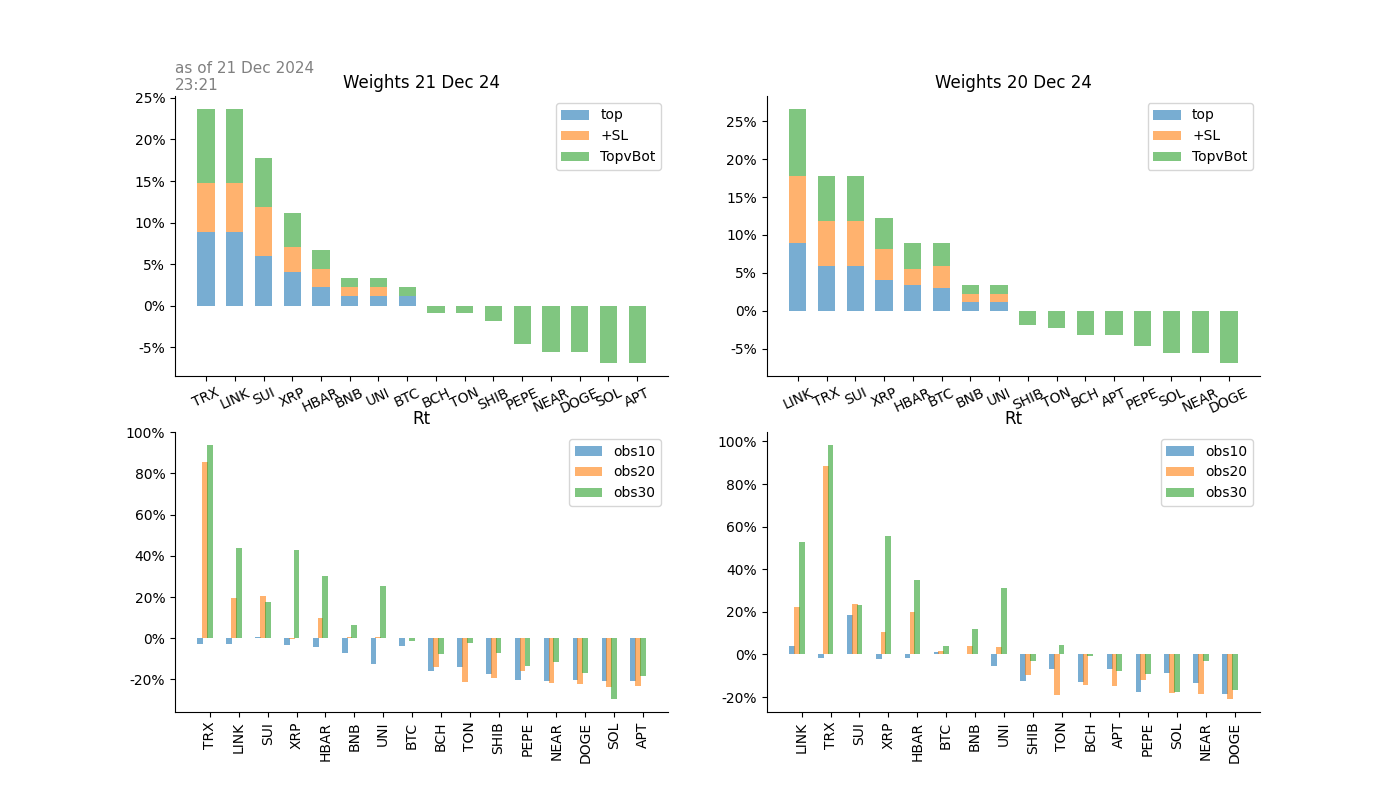 as of 21 Dec 2024
23:21
Weights 21 Dec 24
25%
20%
15%
10%
5%
0%
-5%
top
+SL
TopvBot
TRX LINK SUI XRP HBAR BNB UNI BTC BCH TON SHIB PEPE NEAR DOGE SOL APT
Weights 20 Dec 24
25%
20%
15%
10%
5%
0%
-5%
top
+SL
TopvBot
LINK TRX SUI XRP HBAR BTC BNB UNI SHIB TON BCH APT PEPE SOL NEAR DOGE
Rt
100%
80%
60%
40%
20%
0%
-20%
obs10
obs20
obs30
TRX LINK SUI XRP HBAR BNB UNI BTC BCH TON SHIB PEPE NEAR DOGE SOL APT
Rt
100%
80%
60%
40%
20%
0%
-20%
obs10
obs20
obs30
LINK TRX SUI XRP HBAR BTC BNB UNI SHIB TON BCH APT PEPE SOL NEAR DOGE